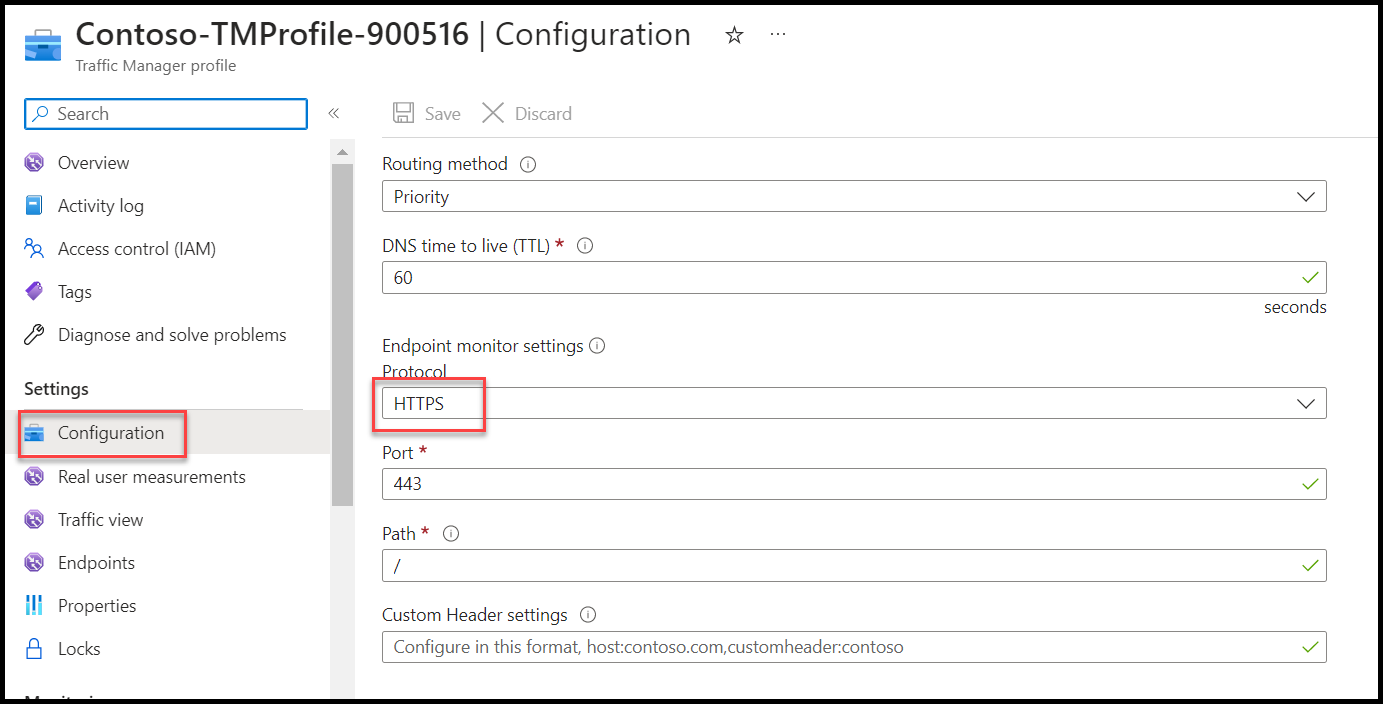 Contoso-TMProfile-900516 | Configuration
Traffic Manager profile
Search
Overview
Activity log
Access control (IAM)
Tags
Diagnose and solve problems
Settings
Configuration
Real user measurements
Traffic view
Endpoints
Properties
Locks
Save Discard
Routing method
Priority
DNS time to live (TTL) *
60
seconds
Endpoint monitor settings
Protocol
HTTPS
Port *
443
Path *
/
Custom Header settings
Configure in this format, host:contoso.com,customheader:contoso